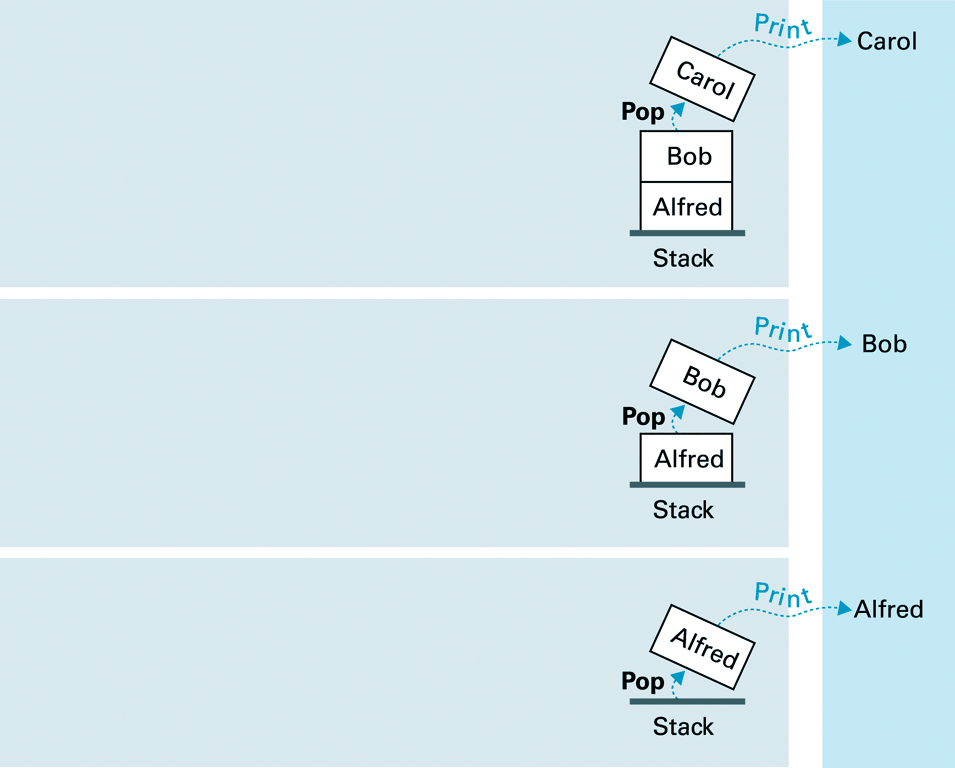 Print
Carol
Carol
Pop
Bob
Alfred
Stack
Print
Bob
Bob
Pop
Alfred
Stack
Print
Alfred
Alfred
Pop
Stack